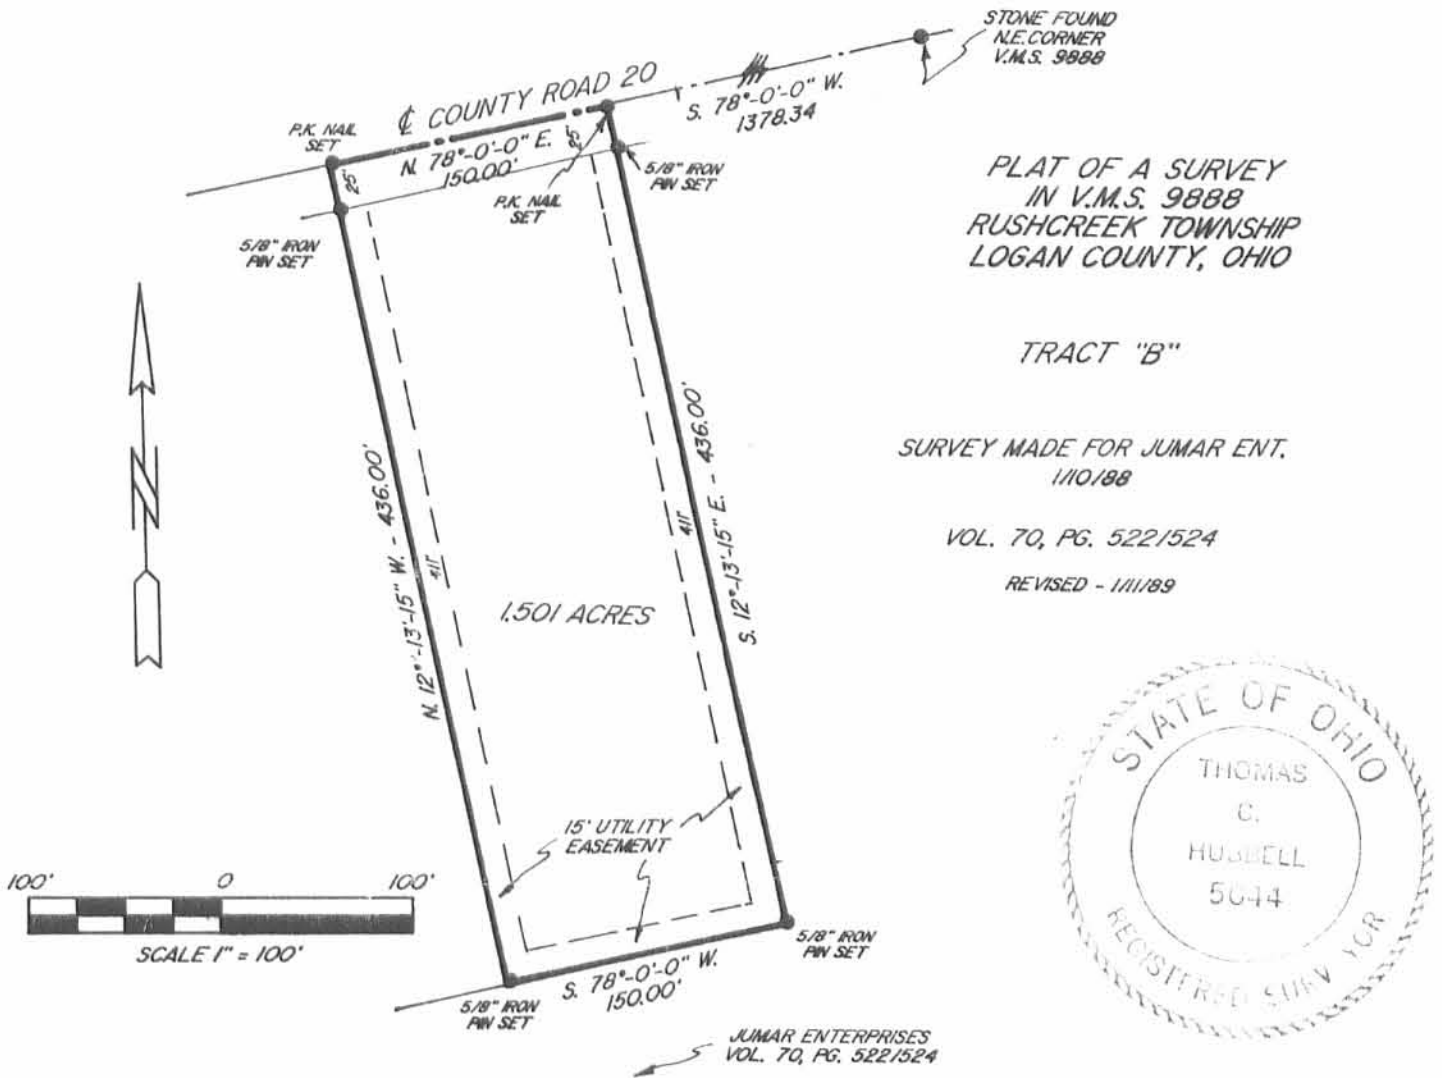 STONE FOUND
N.E. CORNER
V.M.S. 9888
℄ COUNTY ROAD 20
S. 78°-0'-0" W.
1378.34
P.K. NAIL
SET
N. 78°-0'-0" E.
150.00'
25'
25'
5/8" IRON
PIN SET
P.K. NAIL
SET
5/8" IRON
PIN SET
PLAT OF A SURVEY
IN V.M.S. 9888
RUSHCREEK TOWNSHIP
LOGAN COUNTY, OHIO
TRACT "B"
SURVEY MADE FOR JUMAR ENT.
1/10/88
VOL. 70, PG. 522/524
REVISED - 1/11/89
N
N. 12°-13'-15" W. - 436.00'
411'
411'
S. 12°-13'-15" E. - 436.00'
1.501 ACRES
15' UTILITY
EASEMENT
100' 0 100'
SCALE 1" = 100'
5/8" IRON
PIN SET
S. 78°-0'-0" W.
150.00'
5/8" IRON
PIN SET
JUMAR ENTERPRISES
VOL. 70, PG. 522/524
STATE OF OHIO
THOMAS
C.
HUBBELL
5044
REGISTERED SURVEYOR